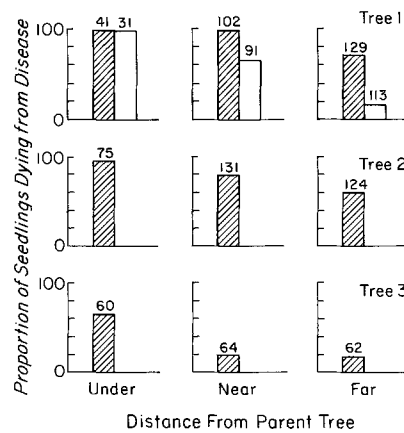 Proportion of Seedlings Dying from Disease
Tree 1
100
0
41 31
102
91
129
113
Tree 2
100
0
75
131
124
Tree 3
100
0
60
64
62
Under Near Far
Distance From Parent Tree